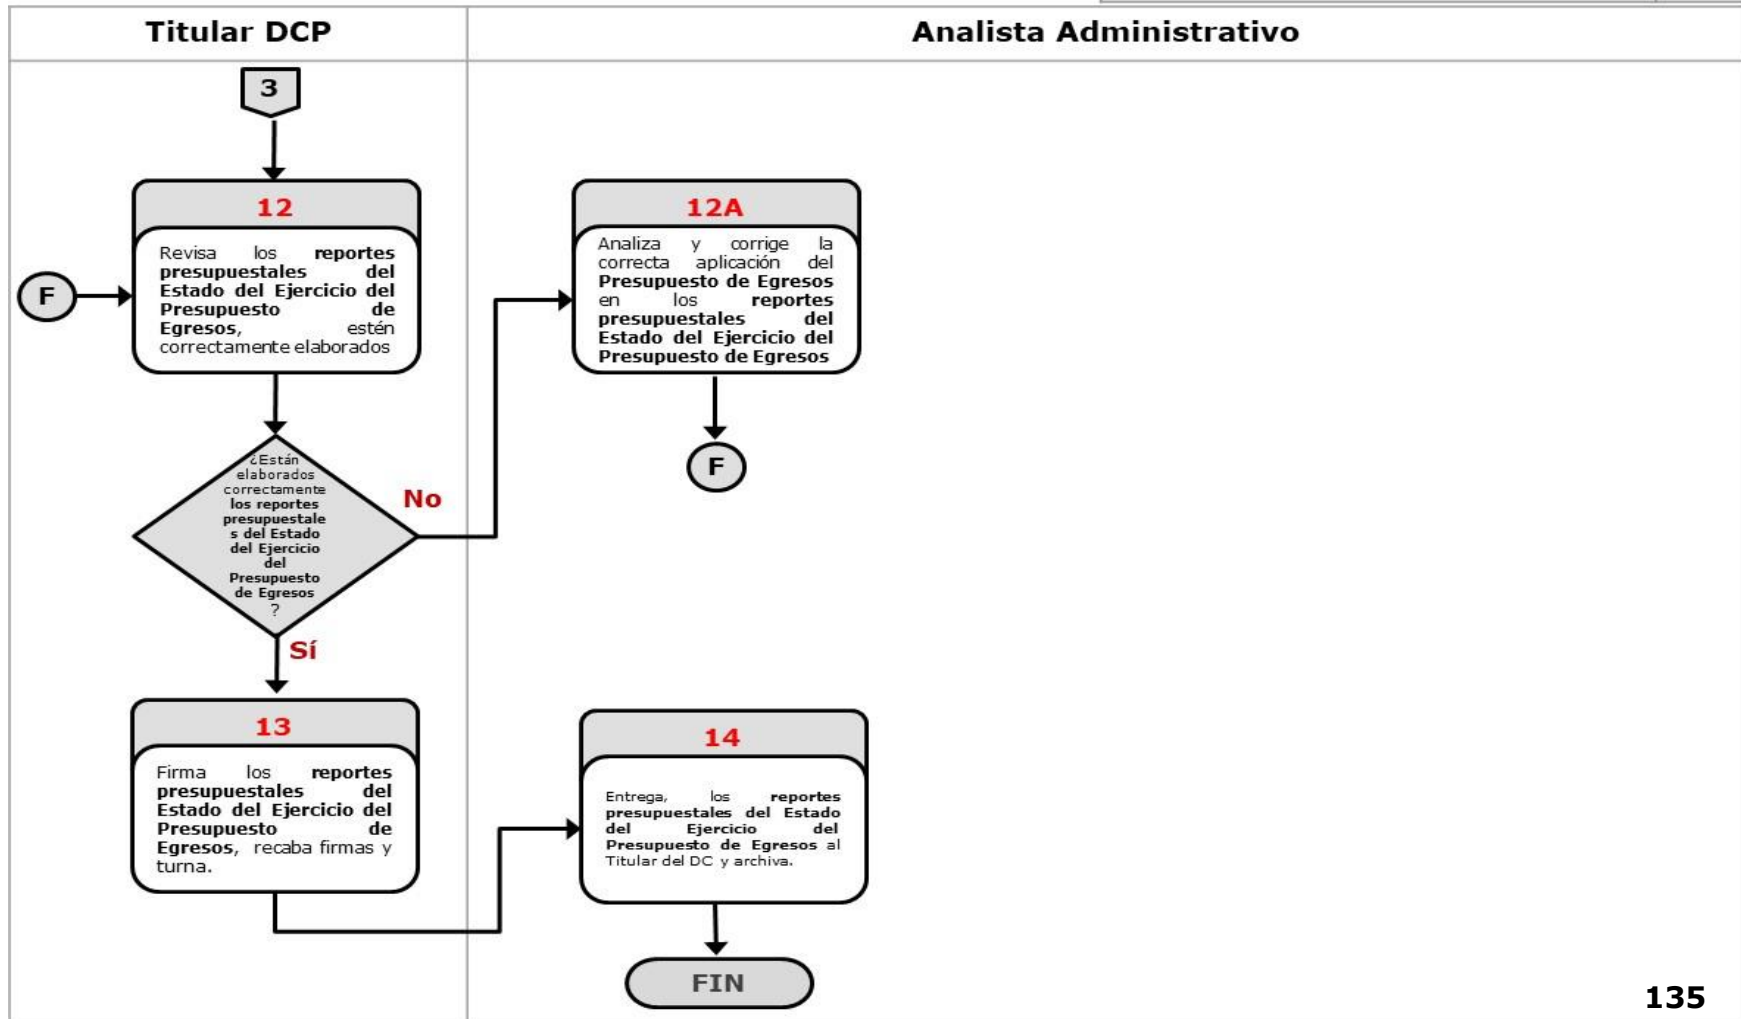 Titular DCP
Analista Administrativo
3
12
Revisa los reportes
presupuestales del
Estado del Ejercicio del
Presupuesto de
Egresos, estén
correctamente elaborados
F
12A
Analiza y corrige la
correcta aplicación del
Presupuesto de Egresos
en los reportes
presupuestales del
Estado del Ejercicio del
Presupuesto de Egresos
F
¿Están
elaborados
correctamente
los reportes
presupuestale
s del Estado
del Ejercicio
del
Presupuesto
de Egresos
?
No
Sí
13
Firma los reportes
presupuestales del
Estado del Ejercicio del
Presupuesto de
Egresos, recaba firmas y
turna.
14
Entrega, los reportes
presupuestales del Estado
del Ejercicio del
Presupuesto de Egresos al
Titular del DC y archiva.
FIN
135